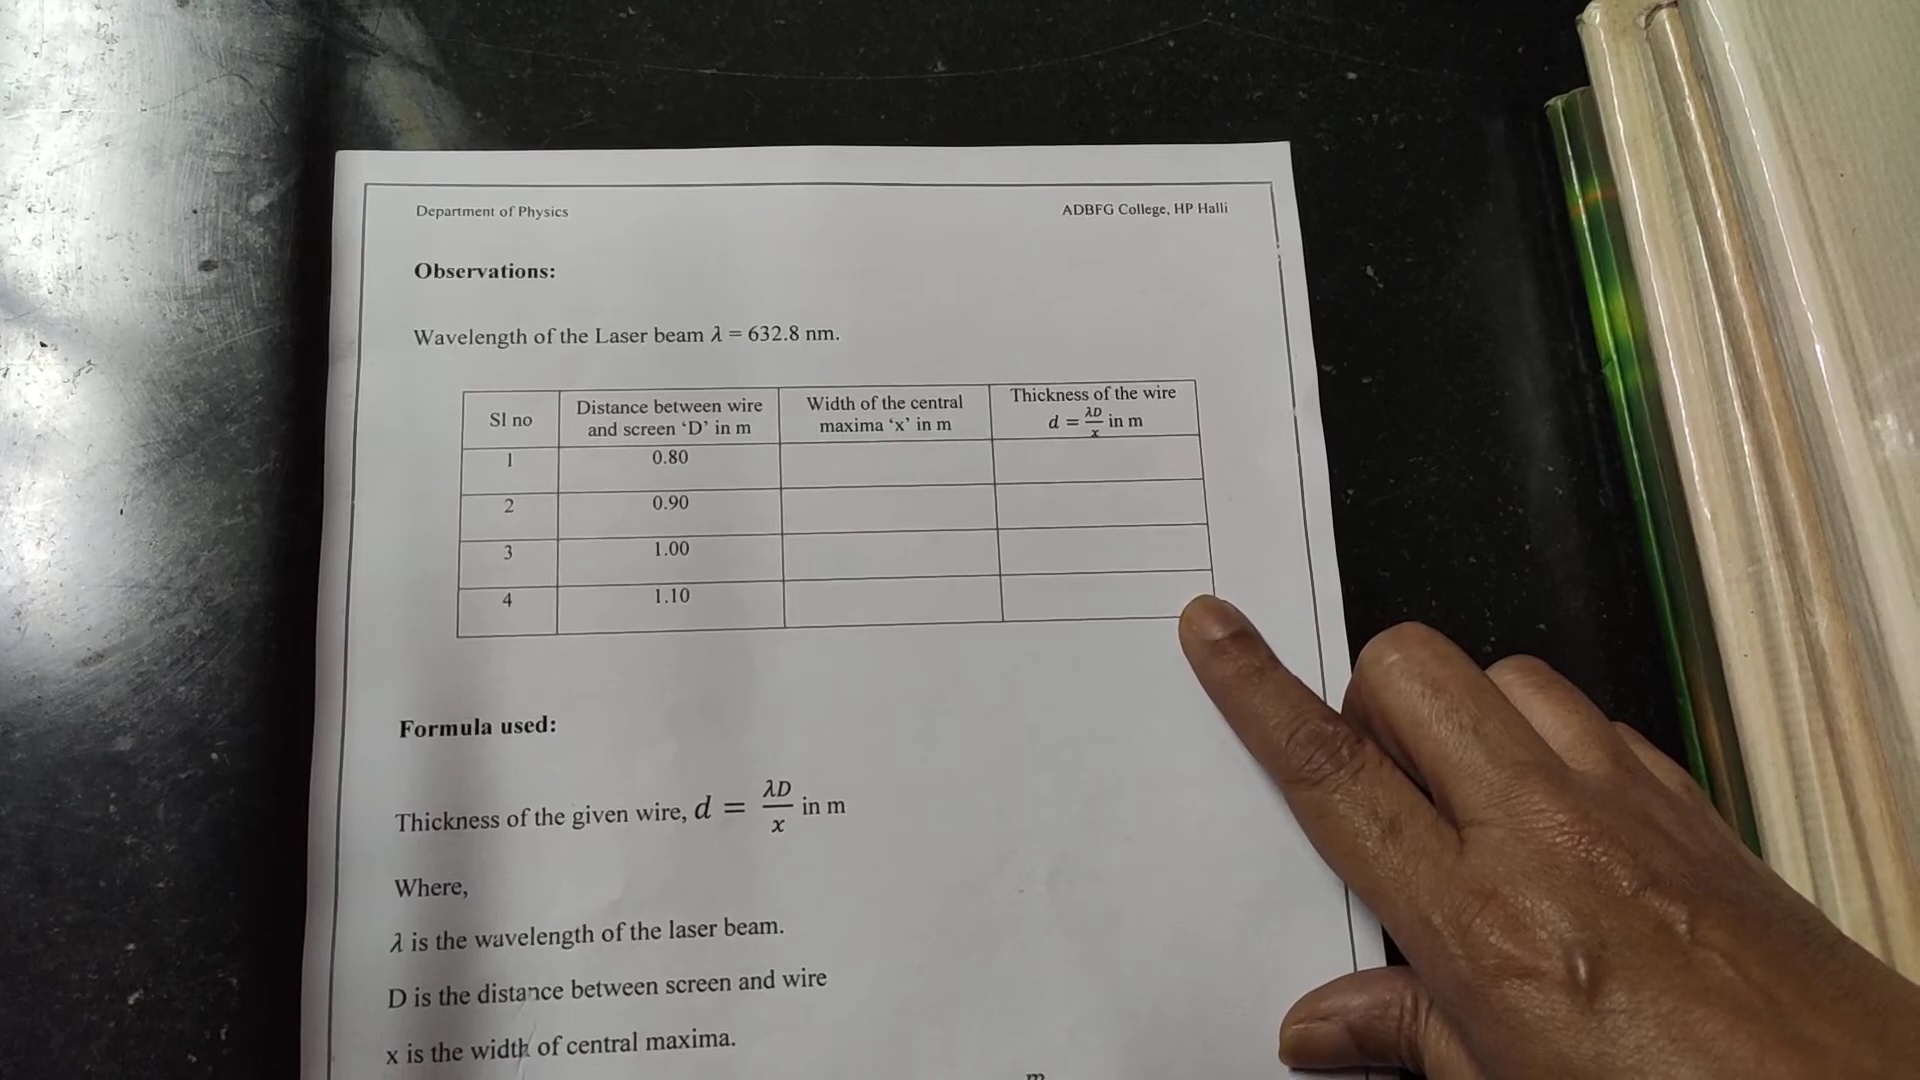 Department of Physics ADBFG College, HP Halli
Observations:
Wavelength of the Laser beam λ = 632.8 nm.
Sl no
Distance between wire
and screen ‘D’ in m
Width of the central
maxima ‘x’ in m
Thickness of the wire
d = λD/x in m
1 0.80
2 0.90
3 1.00
4 1.10
Formula used:
Thickness of the given wire, d = λD/x in m
Where,
λ is the wavelength of the laser beam.
D is the distance between screen and wire
x is the width of central maxima.